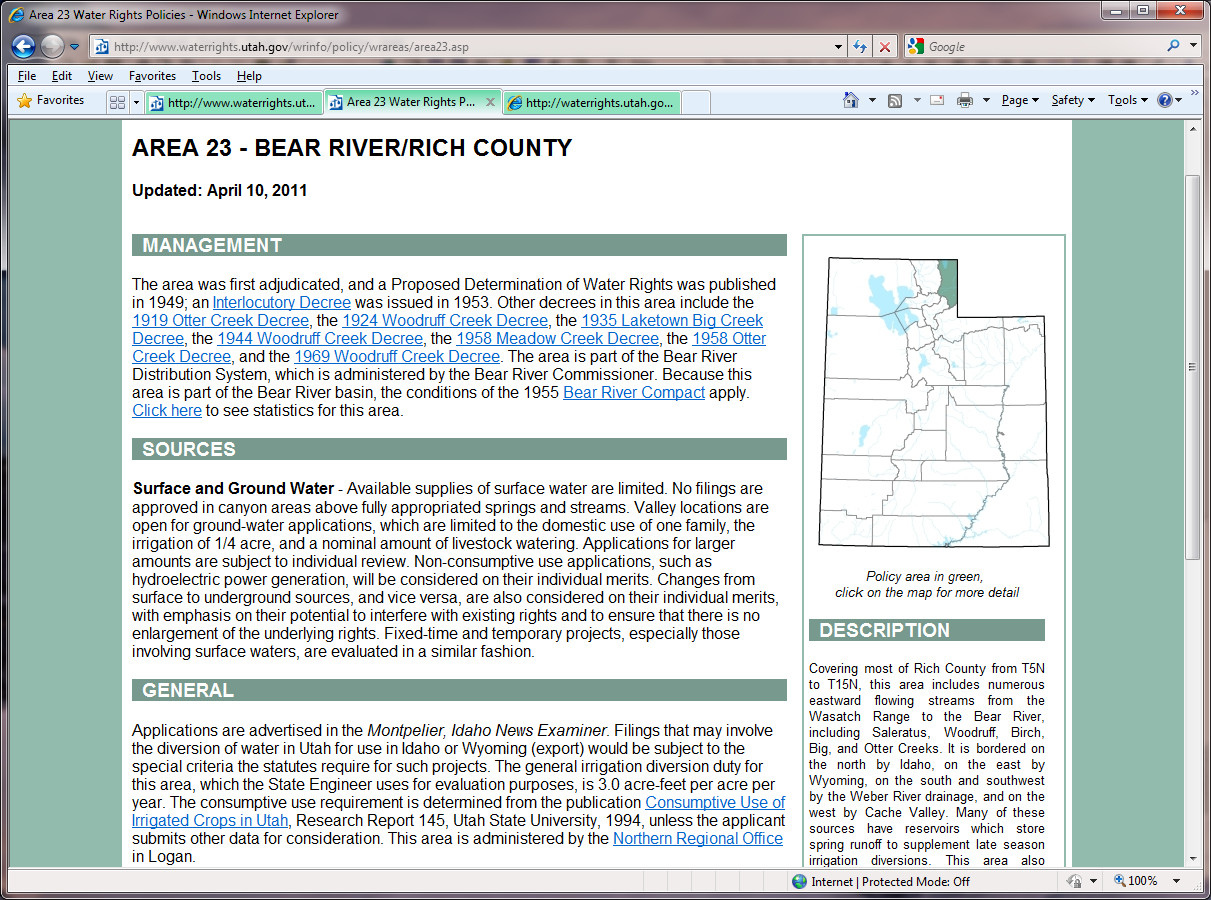 Area 23 Water Rights Policies - Windows Internet Explorer
http://www.waterrights.utah.gov/wrinfo/policy/wrareas/area23.asp
Google
File Edit View Favorites Tools Help
Favorites
http://www.waterrights.ut...
Area 23 Water Rights P...
http://waterrights.utah.go...
Page Safety Tools
AREA 23 - BEAR RIVER/RICH COUNTY
Updated: April 10, 2011
MANAGEMENT
The area was first adjudicated, and a Proposed Determination of Water Rights was published
in 1949; an Interlocutory Decree was issued in 1953. Other decrees in this area include the
1919 Otter Creek Decree, the 1924 Woodruff Creek Decree, the 1935 Laketown Big Creek
Decree, the 1944 Woodruff Creek Decree, the 1958 Meadow Creek Decree, the 1958 Otter
Creek Decree, and the 1969 Woodruff Creek Decree. The area is part of the Bear River
Distribution System, which is administered by the Bear River Commissioner. Because this
area is part of the Bear River basin, the conditions of the 1955 Bear River Compact apply.
Click here to see statistics for this area.
SOURCES
Surface and Ground Water - Available supplies of surface water are limited. No filings are
approved in canyon areas above fully appropriated springs and streams. Valley locations are
open for ground-water applications, which are limited to the domestic use of one family, the
irrigation of 1/4 acre, and a nominal amount of livestock watering. Applications for larger
amounts are subject to individual review. Non-consumptive use applications, such as
hydroelectric power generation, will be considered on their individual merits. Changes from
surface to underground sources, and vice versa, are also considered on their individual merits,
with emphasis on their potential to interfere with existing rights and to ensure that there is no
enlargement of the underlying rights. Fixed-time and temporary projects, especially those
involving surface waters, are evaluated in a similar fashion.
GENERAL
Applications are advertised in the Montpelier, Idaho News Examiner. Filings that may involve
the diversion of water in Utah for use in Idaho or Wyoming (export) would be subject to the
special criteria the statutes require for such projects. The general irrigation diversion duty for
this area, which the State Engineer uses for evaluation purposes, is 3.0 acre-feet per acre per
year. The consumptive use requirement is determined from the publication Consumptive Use of
Irrigated Crops in Utah, Research Report 145, Utah State University, 1994, unless the applicant
submits other data for consideration. This area is administered by the Northern Regional Office
in Logan.
Policy area in green,
click on the map for more detail
DESCRIPTION
Covering most of Rich County from T5N
to T15N, this area includes numerous
eastward flowing streams from the
Wasatch Range to the Bear River,
including Saleratus, Woodruff, Birch,
Big, and Otter Creeks. It is bordered on
the north by Idaho, on the east by
Wyoming, on the south and southwest
by the Weber River drainage, and on the
west by Cache Valley. Many of these
sources have reservoirs which store
spring runoff to supplement late season
irrigation diversions. This area also
Internet | Protected Mode: Off
100%